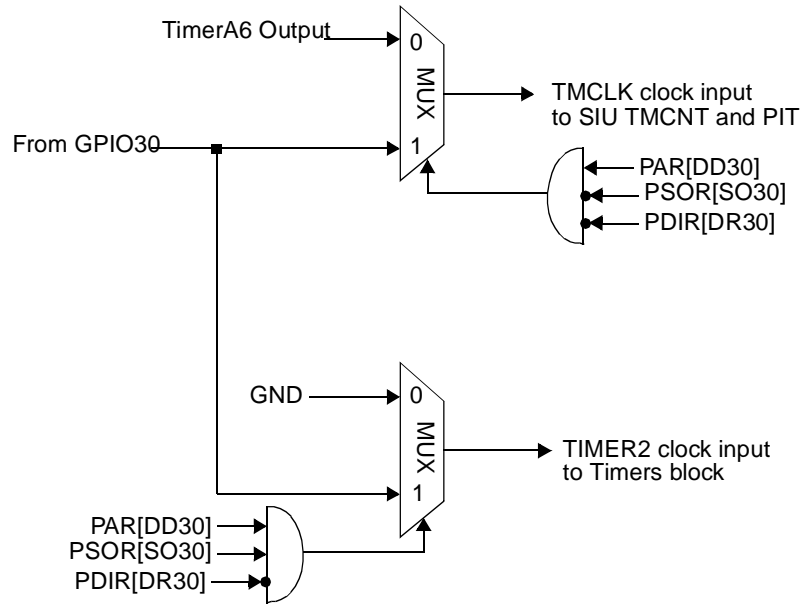 TimerA6 Output
0
MUX
1
TMCLK clock input
to SIU TMCNT and PIT
From GPIO30
PAR[DD30]
PSOR[SO30]
PDIR[DR30]
GND
0
MUX
1
TIMER2 clock input
to Timers block
PAR[DD30]
PSOR[SO30]
PDIR[DR30]